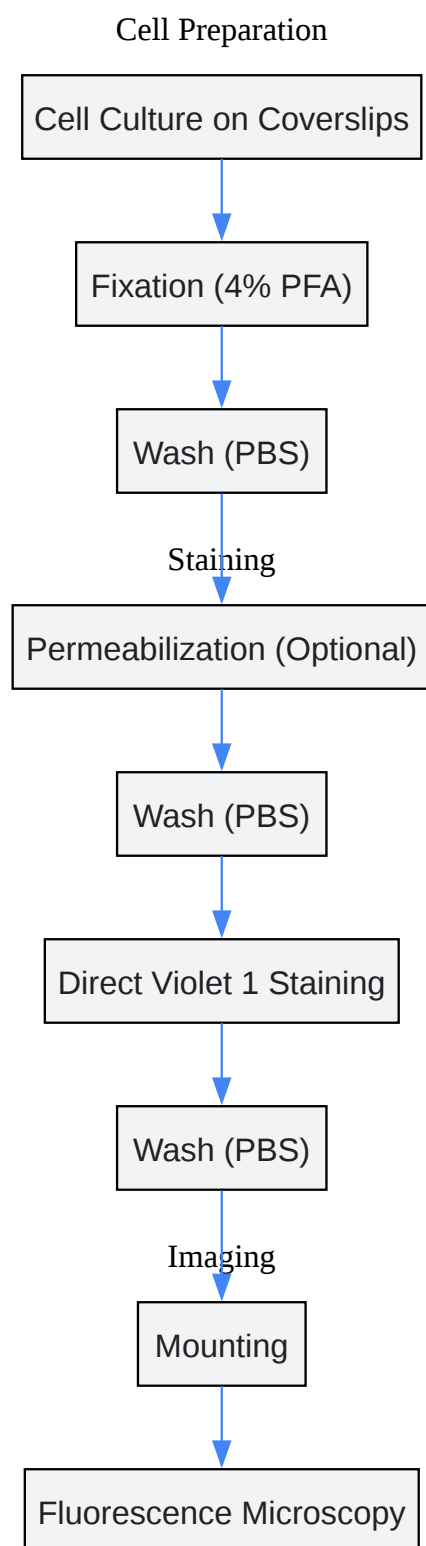 Cell Preparation
Cell Culture on Coverslips
Fixation (4% PFA)
Wash (PBS)
Staining
Permeabilization (Optional)
Wash (PBS)
Direct Violet 1 Staining
Wash (PBS)
Imaging
Mounting
Fluorescence Microscopy